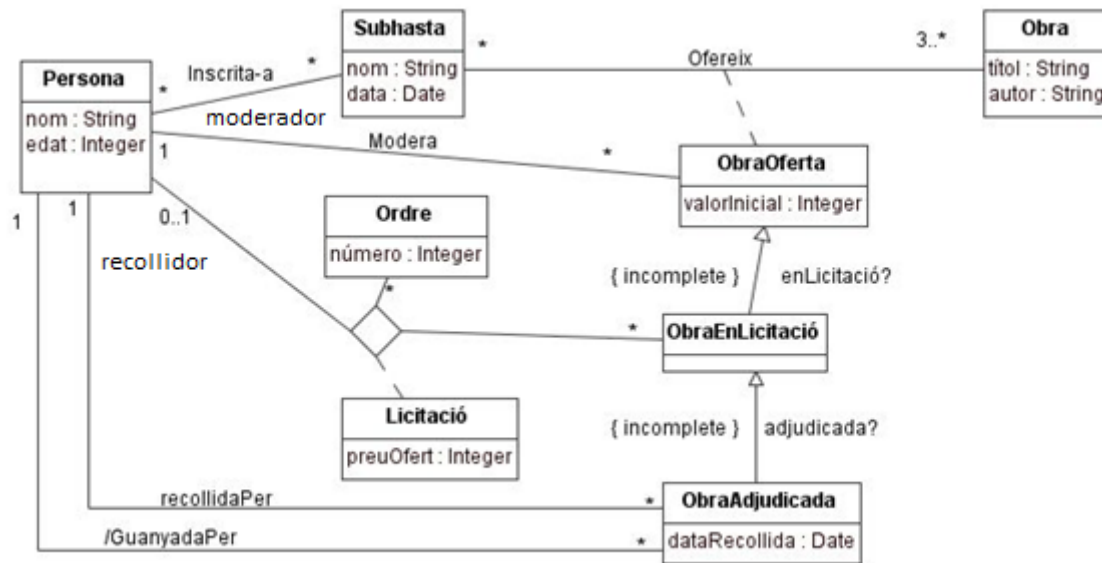 Subhasta
nom : String
data : Date
*
Ofereix
3..*
Obra
títol : String
autor : String
Persona
nom : String
edat : Integer
*
Inscrita-a
*
moderador
1
Modera
*
ObraOferta
valorInicial : Integer
1
1
0..1
recollidor
Ordre
número : Integer
*
{ incomplete }
enLicitació?
*
ObraEnLicitació
Licitació
preuOfert : Integer
{ incomplete }
adjudicada?
recollidaPer
*
/GuanyadaPer
*
ObraAdjudicada
dataRecollida : Date